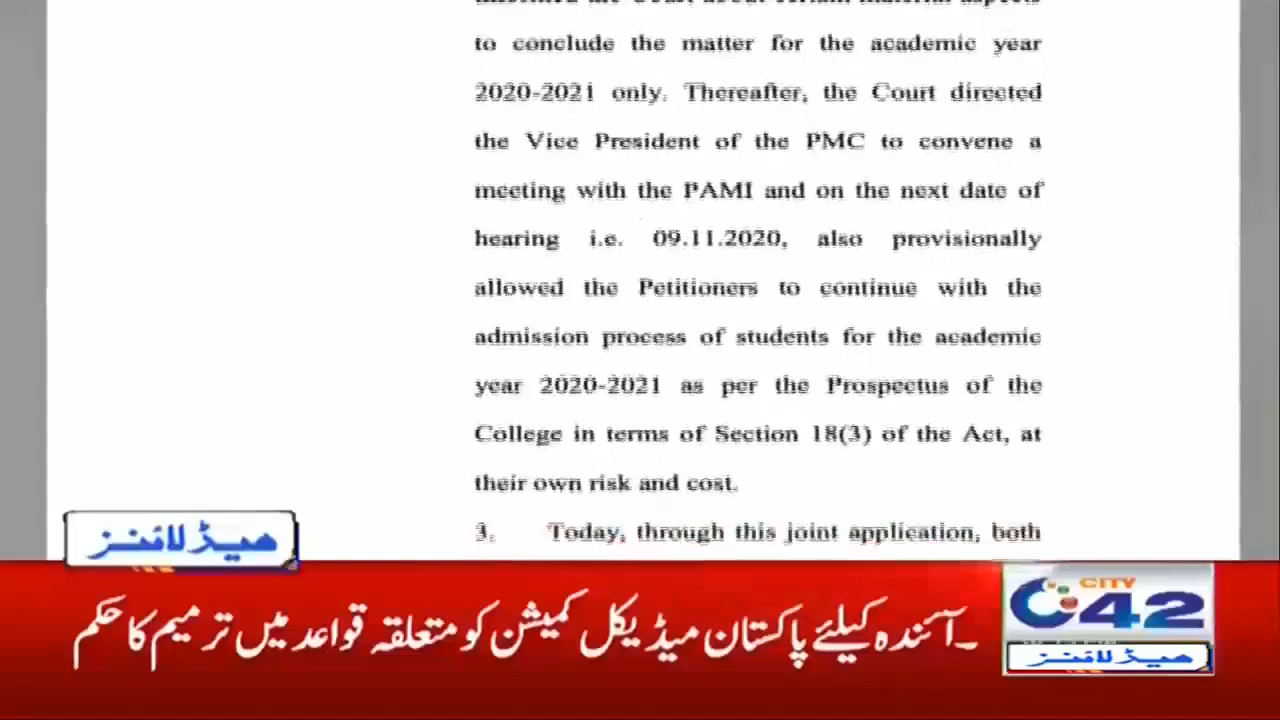 to conclude the matter for the academic year
2020-2021 only. Thereafter, the Court directed
the Vice President of the PMC to convene a
meeting with the PAMI and on the next date of
hearing i.e. 09.11.2020, also provisionally
allowed the Petitioners to continue with the
admission process of students for the academic
year 2020-2021 as per the Prospectus of the
College in terms of Section 18(3) of the Act, at
their own risk and cost.
3. Today, through this joint application, both
ہیڈلائنز
۔آئندہ کیلئے پاکستان میڈیکل کمیشن کو متعلقہ قواعد میں ترمیم کا حکم
CITY
42
ہیڈلائنز